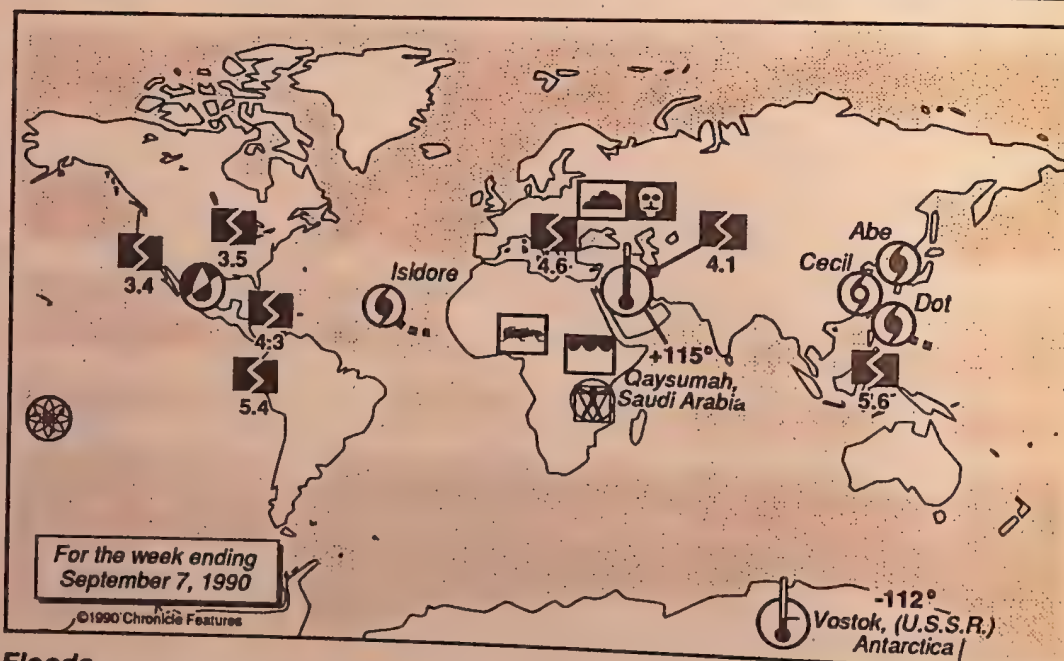 Abe
Cecil
Isidore
Dot
3.4
3.5
4.6
4.1
4.3
5.4
5.6
+115°
Qaysumah,
Saudi Arabia
For the week ending
September 7, 1990
©1990 Chronicle Features
-112°
Vostok, (U.S.S.R.)
Antarctica
Floods